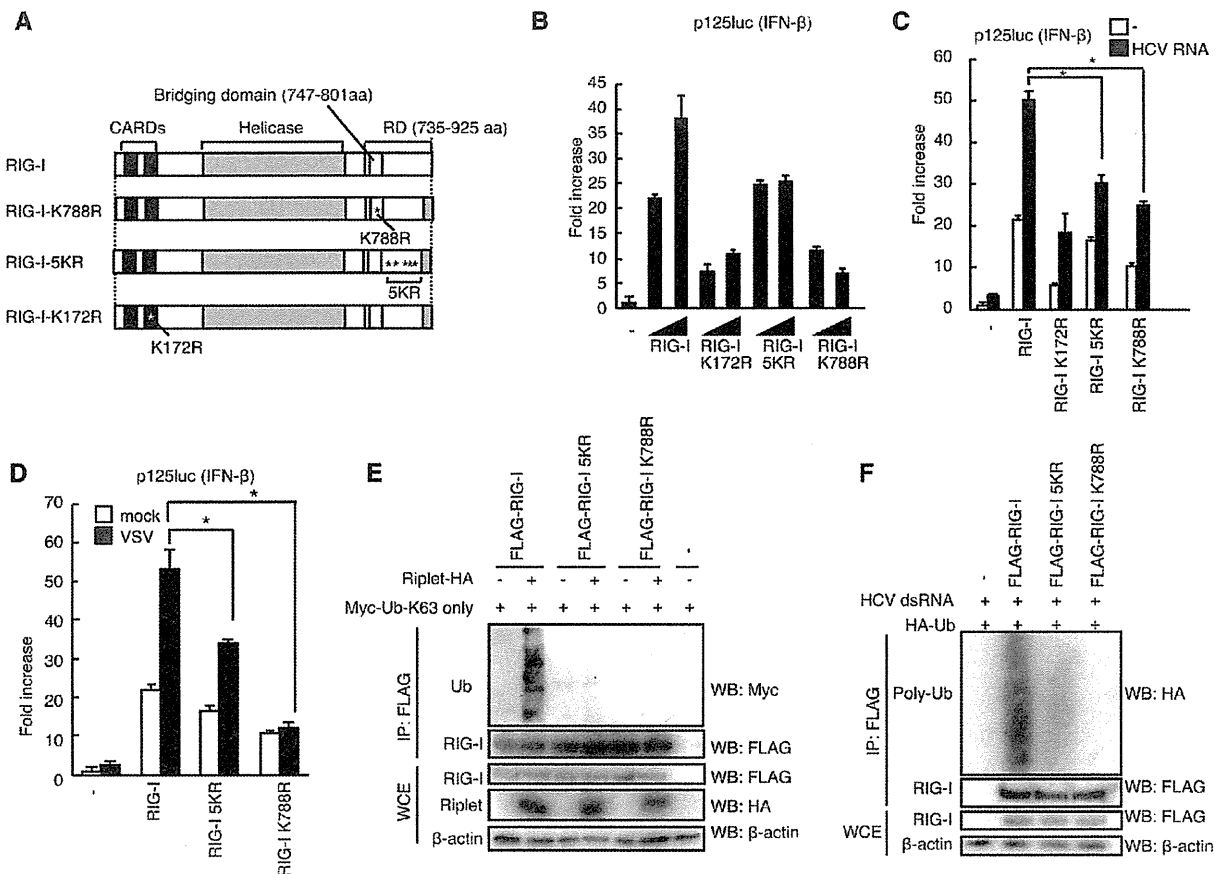 A
Bridging domain (747-801aa)
CARDs
Helicase
RD (735-925 aa)
RIG-I
RIG-I-K788R
*
K788R
RIG-I-5KR
** ***
5KR
RIG-I-K172R
*
K172R
B
p125luc (IFN-β)
Fold increase
45
40
35
30
25
20
15
10
5
0
-
RIG-I
RIG-I K172R
RIG-I 5KR
RIG-I K788R
C
p125luc (IFN-β)
-
HCV RNA
*
*
Fold increase
60
50
40
30
20
10
0
-
RIG-I
RIG-I K172R
RIG-I 5KR
RIG-I K788R
D
p125luc (IFN-β)
mock
VSV
*
*
Fold increase
70
60
50
40
30
20
10
0
-
RIG-I
RIG-I 5KR
RIG-I K788R
E
FLAG-RIG-I
FLAG-RIG-I 5KR
FLAG-RIG-I K788R
-
Riplet-HA - + - + - + -
Myc-Ub-K63 only + + + + + + +
IP: FLAG
Ub
WB: Myc
RIG-I
WB: FLAG
WCE
RIG-I
WB: FLAG
Riplet
WB: HA
β-actin
WB: β-actin
F
-
FLAG-RIG-I
FLAG-RIG-I 5KR
FLAG-RIG-I K788R
HCV dsRNA + + + +
HA-Ub + + + +
IP: FLAG
Poly-Ub
WB: HA
RIG-I
WB: FLAG
WCE
RIG-I
WB: FLAG
β-actin
WB: β-actin